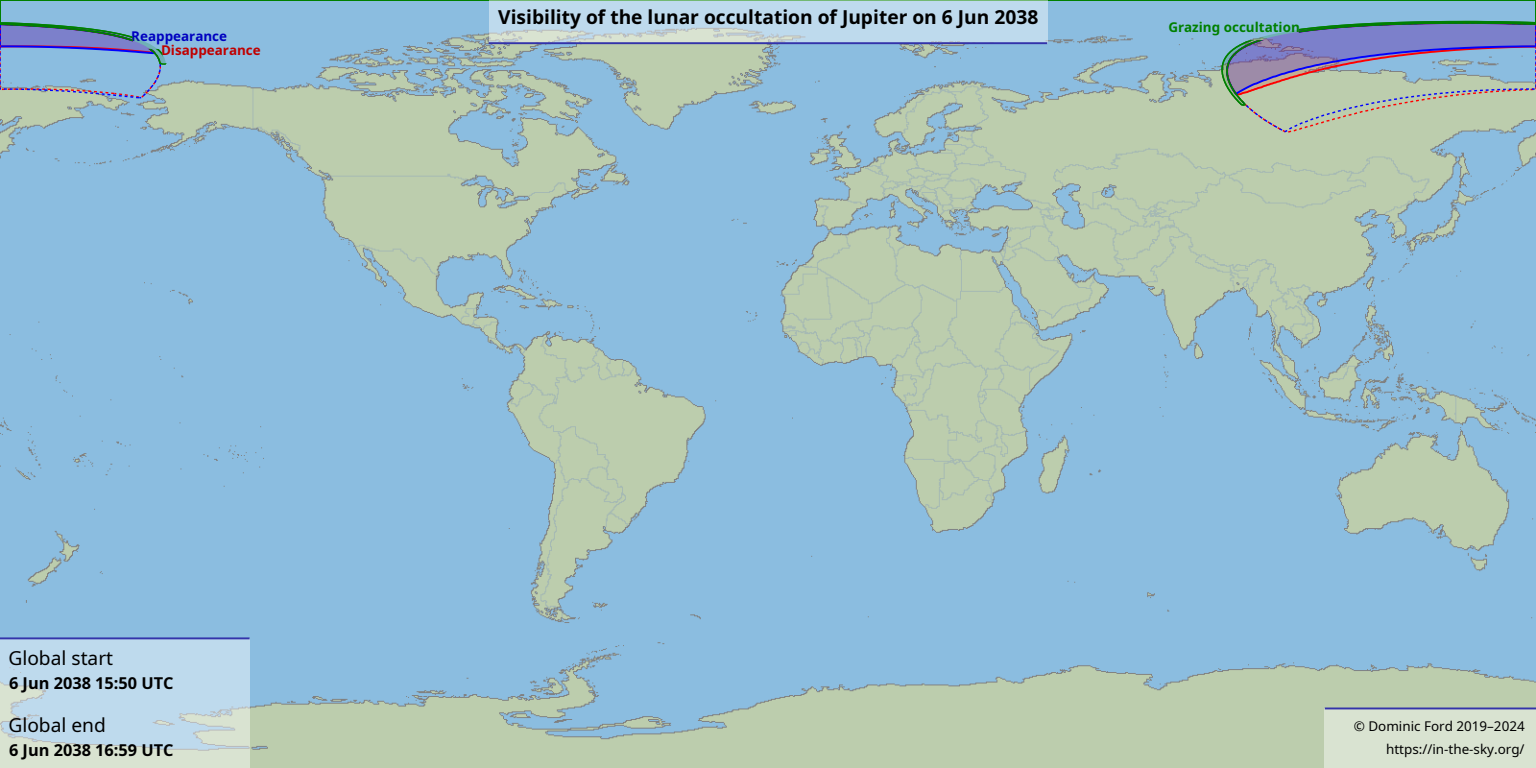 Visibility of the lunar occultation of Jupiter on 6 Jun 2038
Reappearance
Disappearance
Grazing occultation
Global start
6 Jun 2038 15:50 UTC
Global end
6 Jun 2038 16:59 UTC
© Dominic Ford 2019–2024
https://in-the-sky.org/